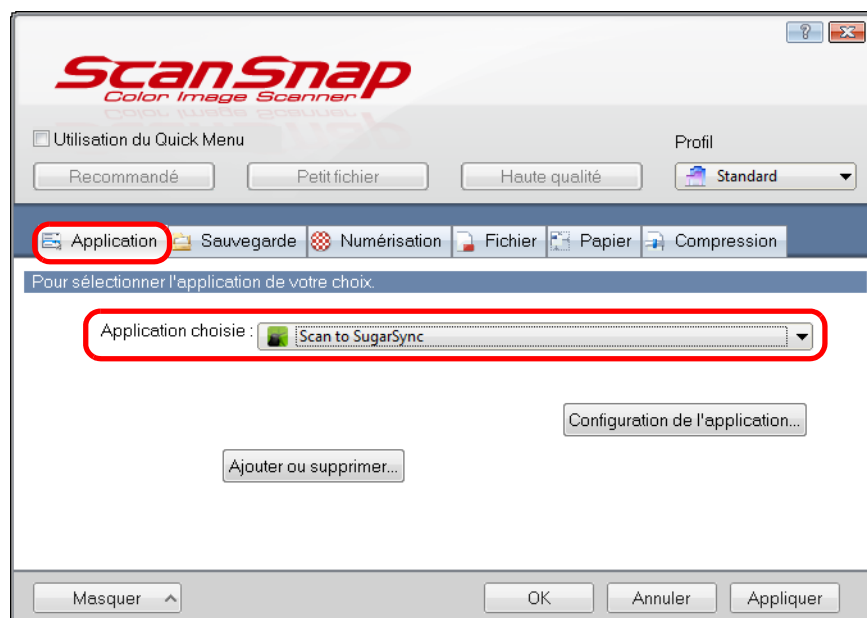 ScanSnap
Color Image Scanner
Utilisation du Quick Menu
Profil
Recommandé Petit fichier Haute qualité Standard
Application Sauvegarde Numérisation Fichier Papier Compression
Pour sélectionner l'application de votre choix.
Application choisie : Scan to SugarSync
Configuration de l'application...
Ajouter ou supprimer...
Masquer OK Annuler Appliquer